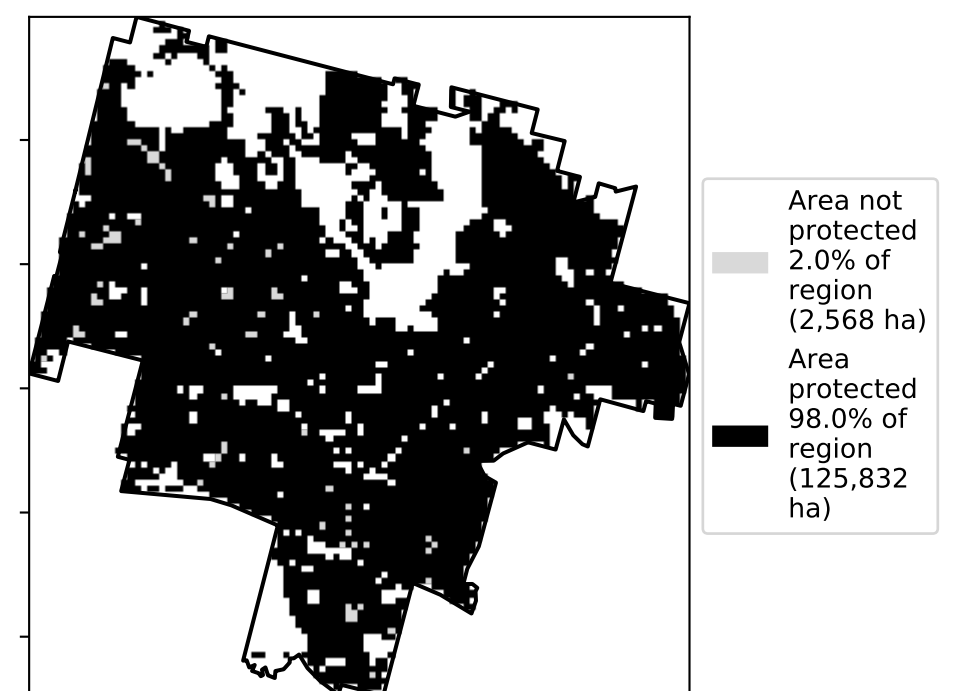 Area not
protected
2.0% of
region
(2,568 ha)
Area
protected
98.0% of
region
(125,832
ha)